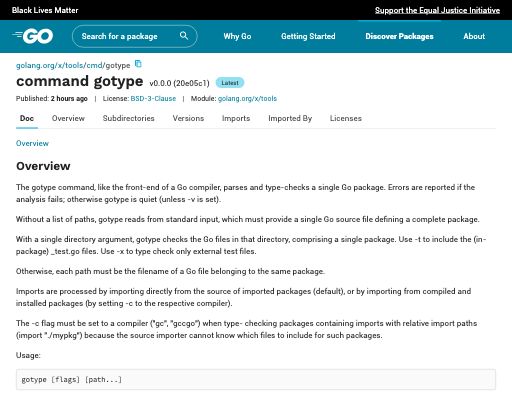 Black Lives Matter
Support the Equal Justice Initiative
GO
Search for a package
Why Go
Getting Started
Discover Packages
About
golang.org/x/tools/cmd/gotype
command gotype v0.0.0 (20e05c1) Latest
Published: 2 hours ago | License: BSD-3-Clause | Module: golang.org/x/tools
Doc Overview Subdirectories Versions Imports Imported By Licenses
Overview
Overview
The gotype command, like the front-end of a Go compiler, parses and type-checks a single Go package. Errors are reported if the
analysis fails; otherwise gotype is quiet (unless -v is set).
Without a list of paths, gotype reads from standard input, which must provide a single Go source file defining a complete package.
With a single directory argument, gotype checks the Go files in that directory, comprising a single package. Use -t to include the (in-
package) _test.go files. Use -x to type check only external test files.
Otherwise, each path must be the filename of a Go file belonging to the same package.
Imports are processed by importing directly from the source of imported packages (default), or by importing from compiled and
installed packages (by setting -c to the respective compiler).
The -c flag must be set to a compiler ("gc", "gccgo") when type- checking packages containing imports with relative import paths
(import "./mypkg") because the source importer cannot know which files to include for such packages.
Usage:
gotype [flags] [path...]